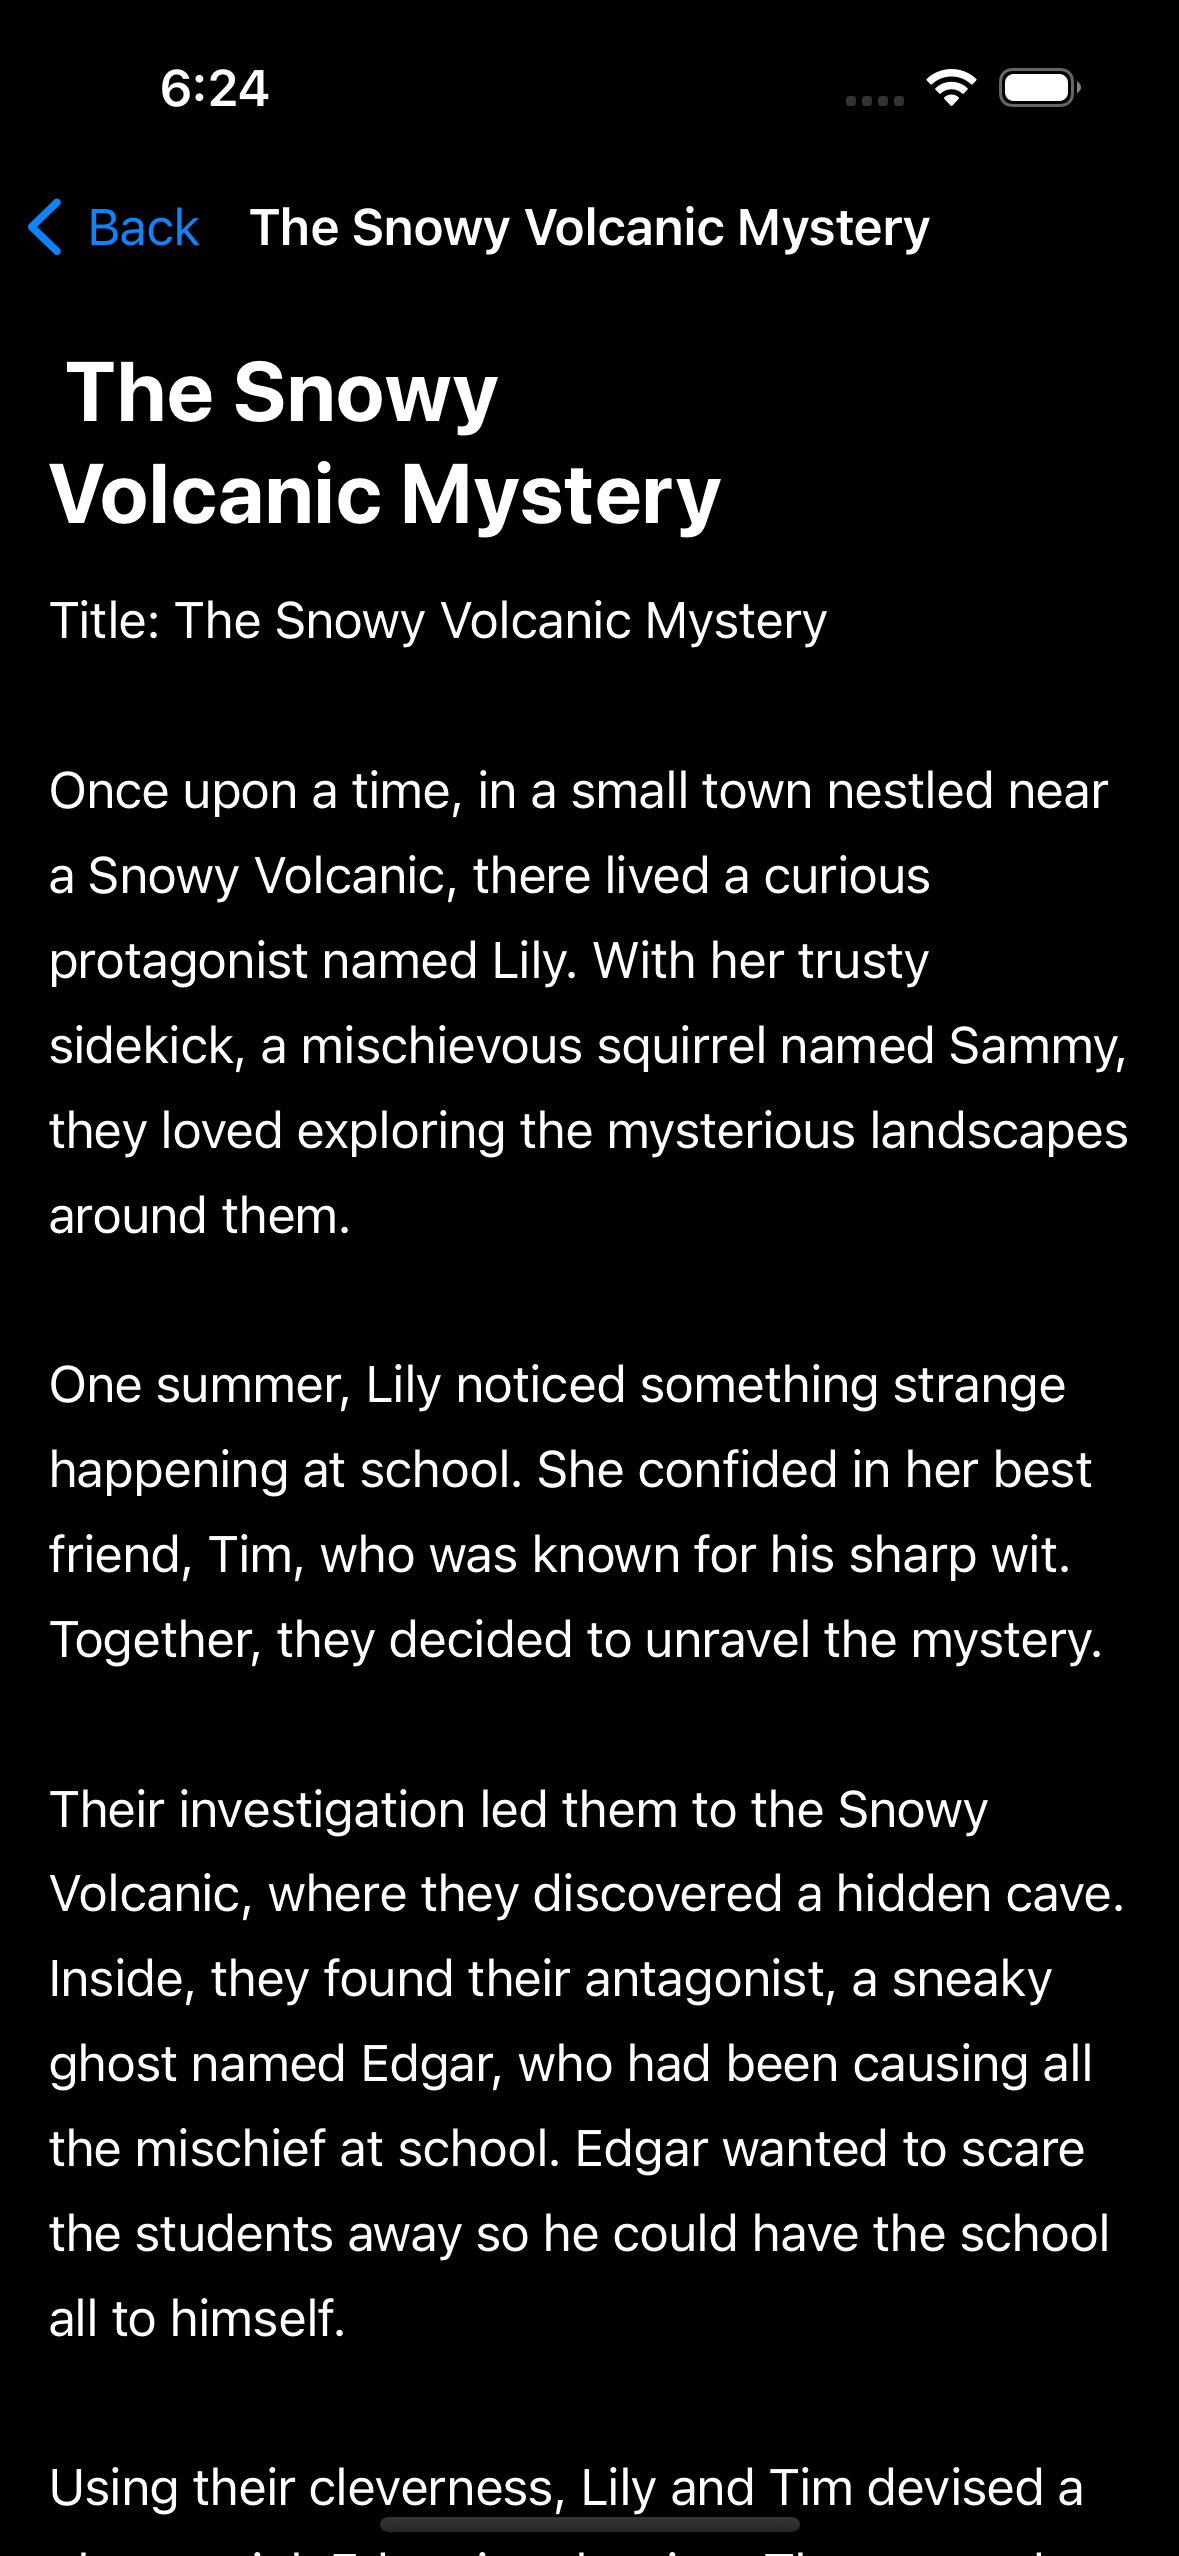 6:24
Back
The Snowy Volcanic Mystery
The Snowy
Volcanic Mystery
Title: The Snowy Volcanic Mystery
Once upon a time, in a small town nestled near
a Snowy Volcanic, there lived a curious
protagonist named Lily. With her trusty
sidekick, a mischievous squirrel named Sammy,
they loved exploring the mysterious landscapes
around them.
One summer, Lily noticed something strange
happening at school. She confided in her best
friend, Tim, who was known for his sharp wit.
Together, they decided to unravel the mystery.
Their investigation led them to the Snowy
Volcanic, where they discovered a hidden cave.
Inside, they found their antagonist, a sneaky
ghost named Edgar, who had been causing all
the mischief at school. Edgar wanted to scare
the students away so he could have the school
all to himself.
Using their cleverness, Lily and Tim devised a